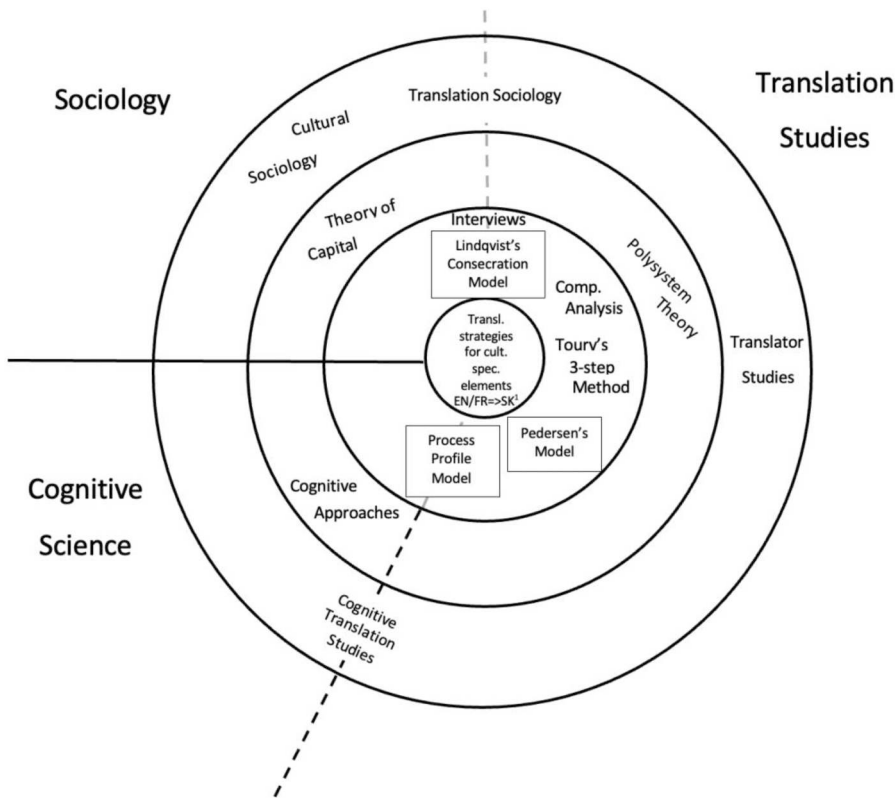 Sociology
Translation
Studies
Translation Sociology
Cultural
Sociology
Theory of
Capital
Interviews
Lindqvist's
Consecration
Model
Polysystem
Theory
Comp.
Analysis
Transl.
strategies
for cult.
spec.
elements
EN/FR=>SK¹
Tourv's
3-step
Method
Translator
Studies
Process
Profile
Model
Pedersen's
Model
Cognitive
Science
Cognitive
Approaches
Cognitive
Translation
Studies